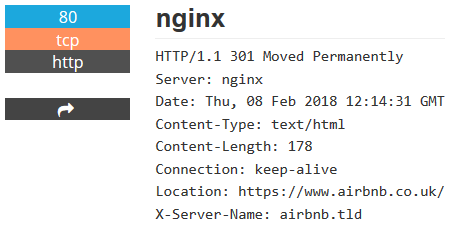 80
tcp
http
nginx
HTTP/1.1 301 Moved Permanently
Server: nginx
Date: Thu, 08 Feb 2018 12:14:31 GMT
Content-Type: text/html
Content-Length: 178
Connection: keep-alive
Location: https://www.airbnb.co.uk/
X-Server-Name: airbnb.tld